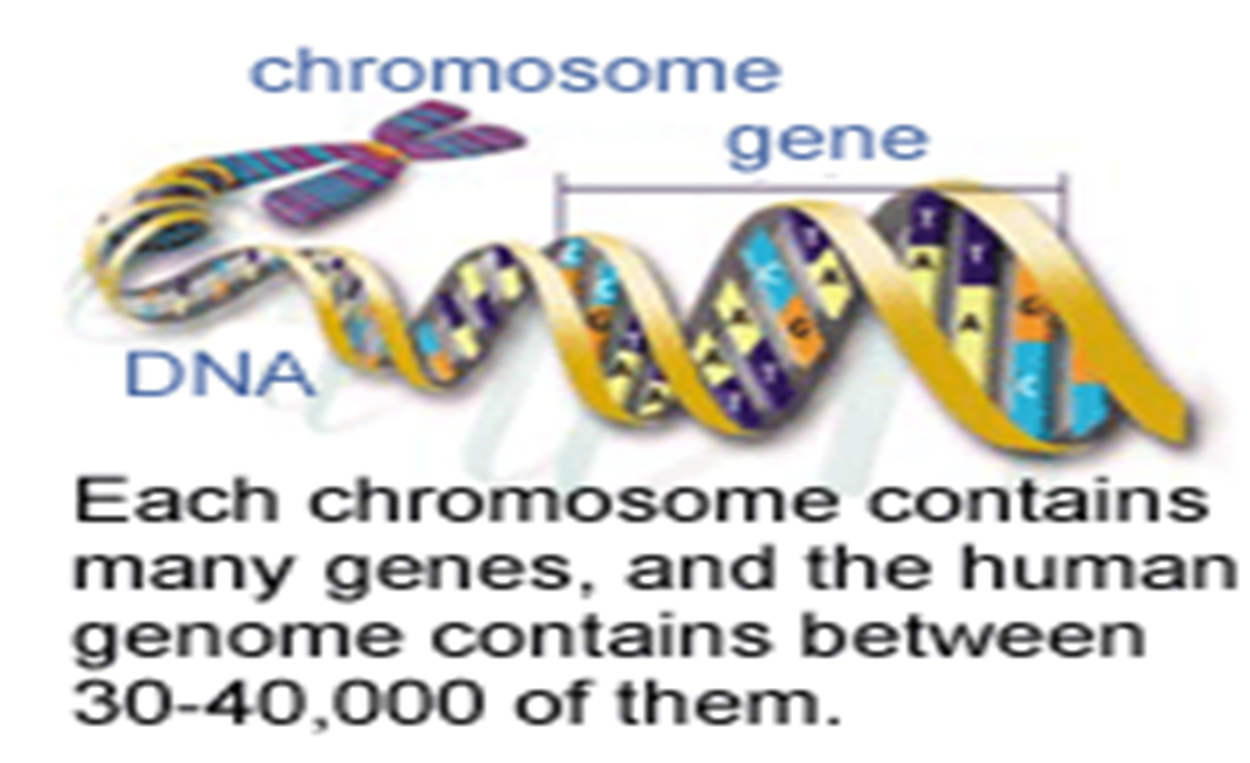 chromosome
gene
DNA
T
T
A
A
T
A
C
G
A
A
T
T
G
C
Each chromosome contains
many genes, and the human
genome contains between
30-40,000 of them.